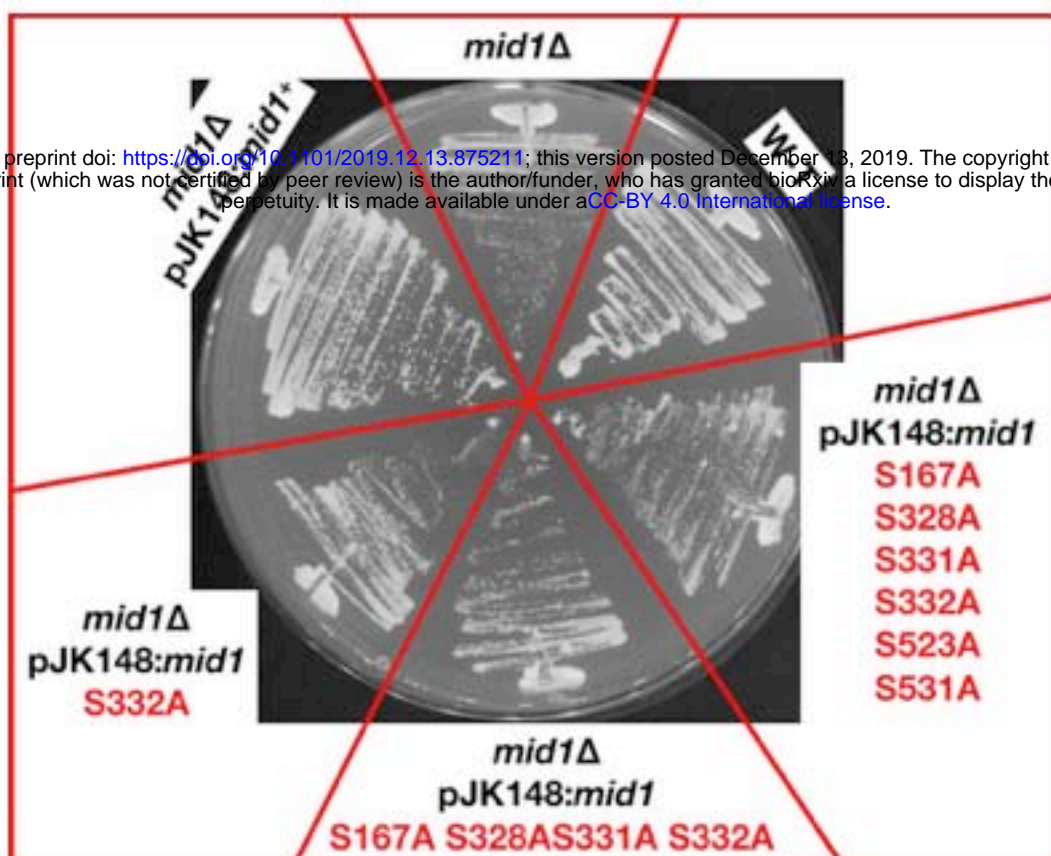 mid1Δ
mid1Δ
pJK148:mid1⁺
preprint doi: https://doi.org/10.1101/2019.12.13.875211; this version posted December 13, 2019. The copyright
int (which was not certified by peer review) is the author/funder, who has granted bioRxiv a license to display the
perpetuity. It is made available under aCC-BY 4.0 International license.
mid1Δ
pJK148:mid1
S167A
S328A
S331A
S332A
S523A
S531A
mid1Δ
pJK148:mid1
S332A
mid1Δ
pJK148:mid1
S167A S328AS331A S332A